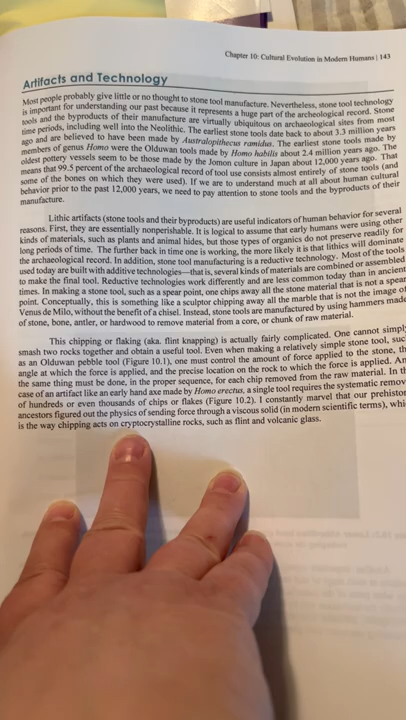 Chapter 10: Cultural Evolution in Modern Humans | 143
Artifacts and Technology
Most people probably give little or no thought to stone tool manufacture. Nevertheless, stone tool technology
is important for understanding our past because it represents a huge part of the archeological record. Stone
tools and the byproducts of their manufacture are virtually ubiquitous on archaeological sites from most
time periods, including well into the Neolithic. The earliest stone tools date back to about 3.3 million years
ago and are believed to have been made by Australopithecus ramidus. The earliest stone tools made by
members of genus Homo were the Olduwan tools made by Homo habilis about 2.4 million years ago. The
oldest pottery vessels seem to be those made by the Jomon culture in Japan about 12,000 years ago. That
means that 99.5 percent of the archaeological record of tool use consists almost entirely of stone tools (and
some of the bones on which they were used). If we are to understand much at all about human cultural
behavior prior to the past 12,000 years, we need to pay attention to stone tools and the byproducts of their
manufacture.
Lithic artifacts (stone tools and their byproducts) are useful indicators of human behavior for several
reasons. First, they are essentially nonperishable. It is logical to assume that early humans were using other
kinds of materials, such as plants and animal hides, but those types of organics do not preserve readily for
long periods of time. The further back in time one is working, the more likely it is that lithics will dominate
the archaeological record. In addition, stone tool manufacturing is a reductive technology. Most of the tools
used today are built with additive technologies—that is, several kinds of materials are combined or assembled
to make the final tool. Reductive technologies work differently and are less common today than in ancient
times. In making a stone tool, such as a spear point, one chips away all the stone material that is not a spear
point. Conceptually, this is something like a sculptor chipping away all the marble that is not the image of
Venus de Milo, without the benefit of a chisel. Instead, stone tools are manufactured by using hammers made
of stone, bone, antler, or hardwood to remove material from a core, or chunk of raw material.
This chipping or flaking (aka. flint knapping) is actually fairly complicated. One cannot simply
smash two rocks together and obtain a useful tool. Even when making a relatively simple stone tool, suc
as an Olduwan pebble tool (Figure 10.1), one must control the amount of force applied to the stone, th
angle at which the force is applied, and the precise location on the rock to which the force is applied. An
the same thing must be done, in the proper sequence, for each chip removed from the raw material. In th
case of an artifact like an early hand axe made by Homo erectus, a single tool requires the systematic remov
of hundreds or even thousands of chips or flakes (Figure 10.2). I constantly marvel that our prehistor
ancestors figured out the physics of sending force through a viscous solid (in modern scientific terms), whi
is the way chipping acts on cryptocrystalline rocks, such as flint and volcanic glass.